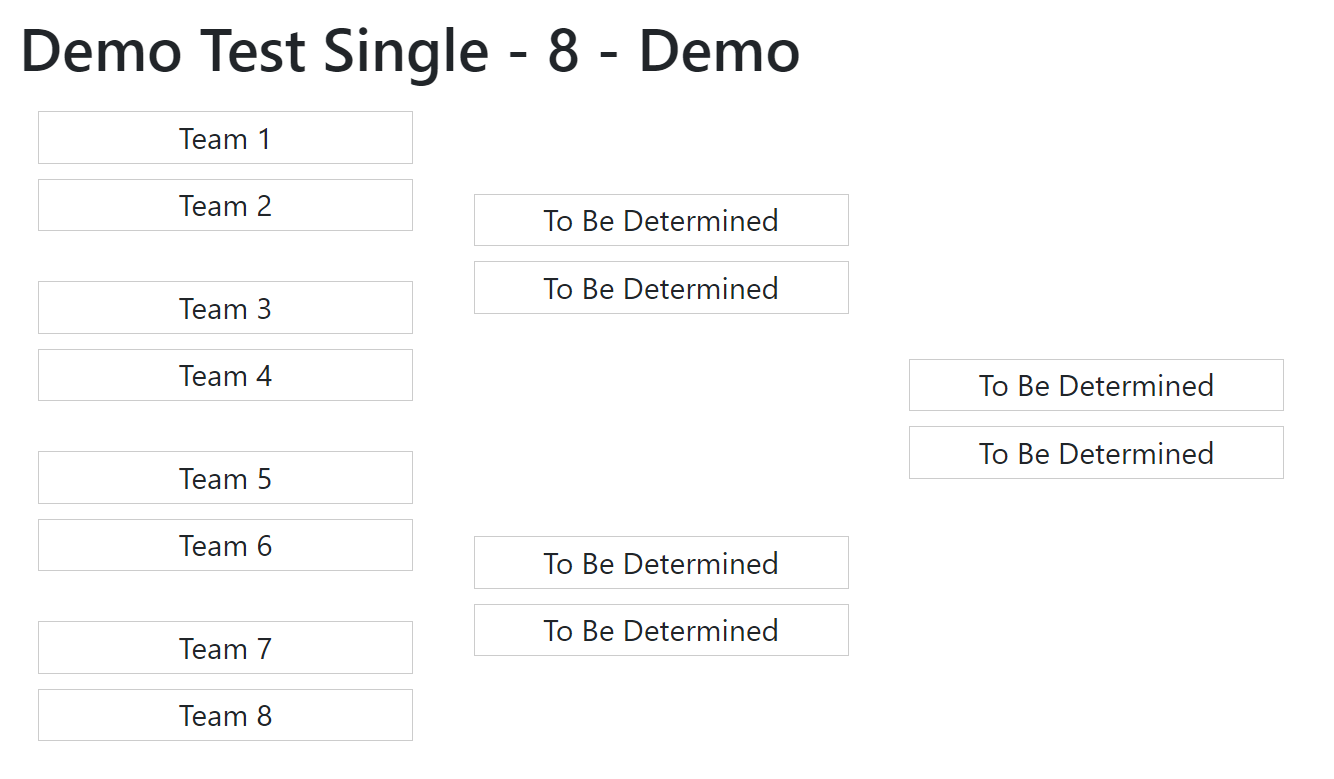 Demo Test Single - 8 - Demo
Team 1
Team 2
Team 3
Team 4
Team 5
Team 6
Team 7
Team 8
To Be Determined
To Be Determined
To Be Determined
To Be Determined
To Be Determined
To Be Determined